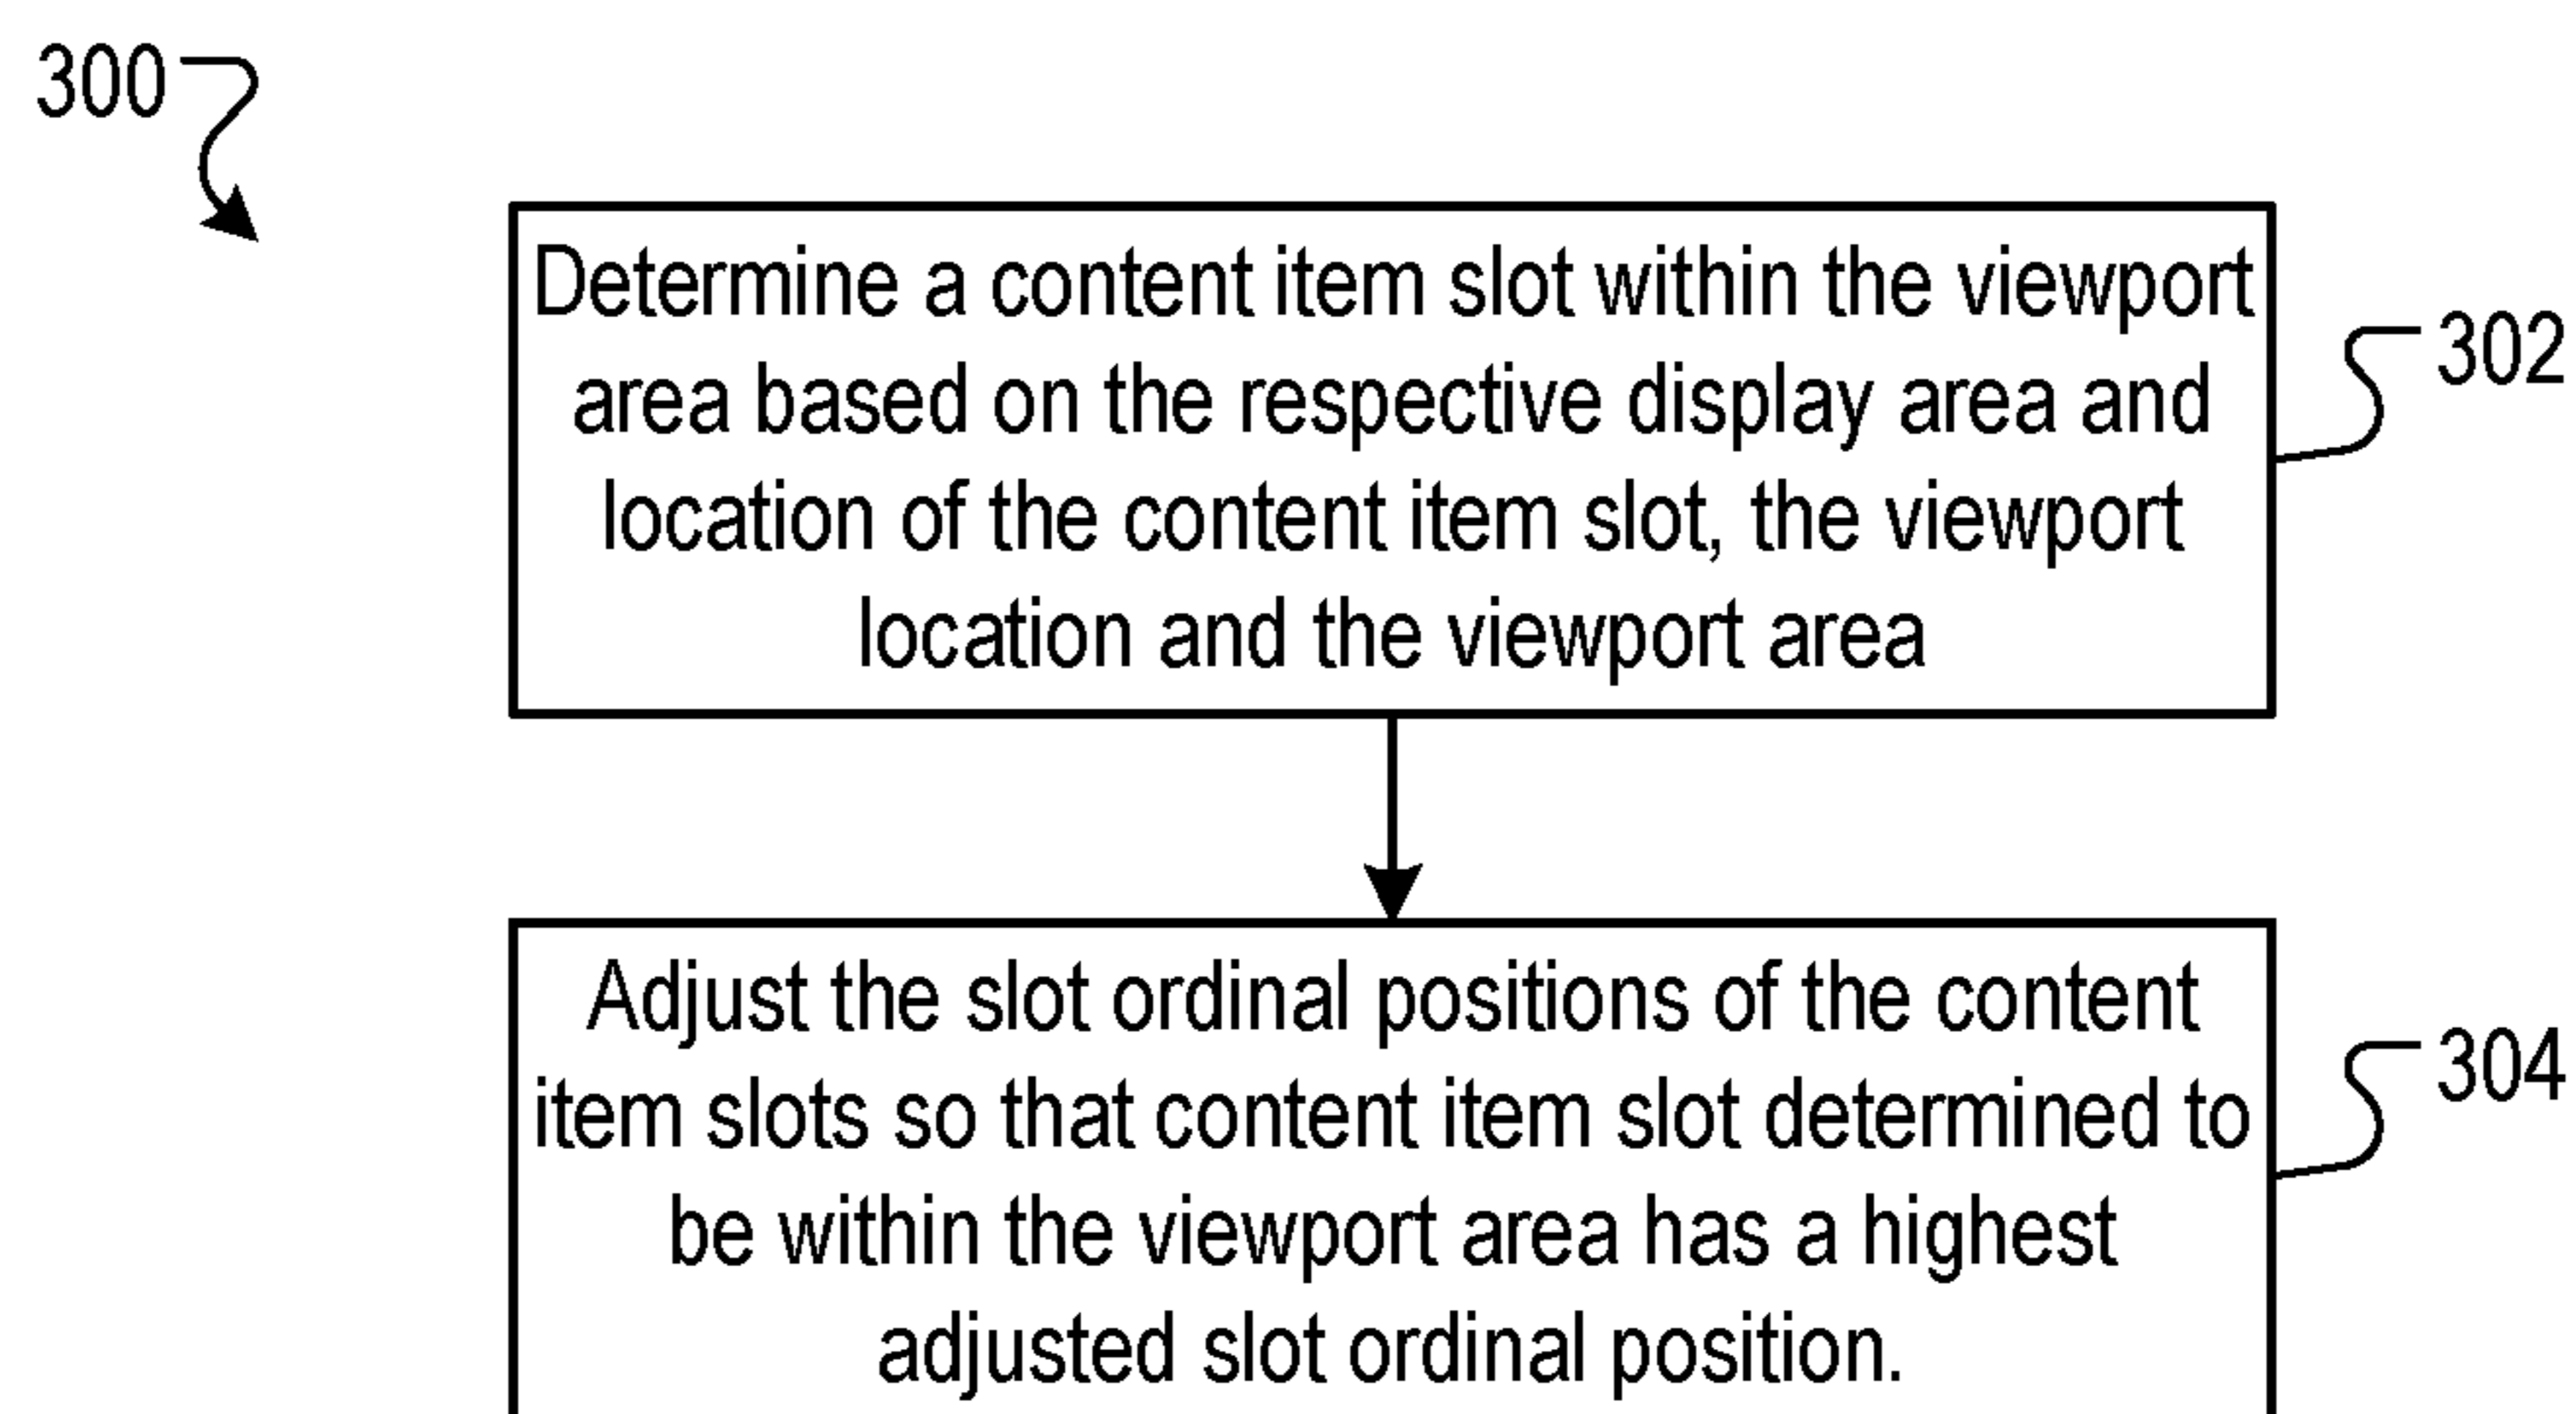 300
Determine a content item slot within the viewport
area based on the respective display area and
location of the content item slot, the viewport
location and the viewport area
302
Adjust the slot ordinal positions of the content
item slots so that content item slot determined to
be within the viewport area has a highest
adjusted slot ordinal position.
304